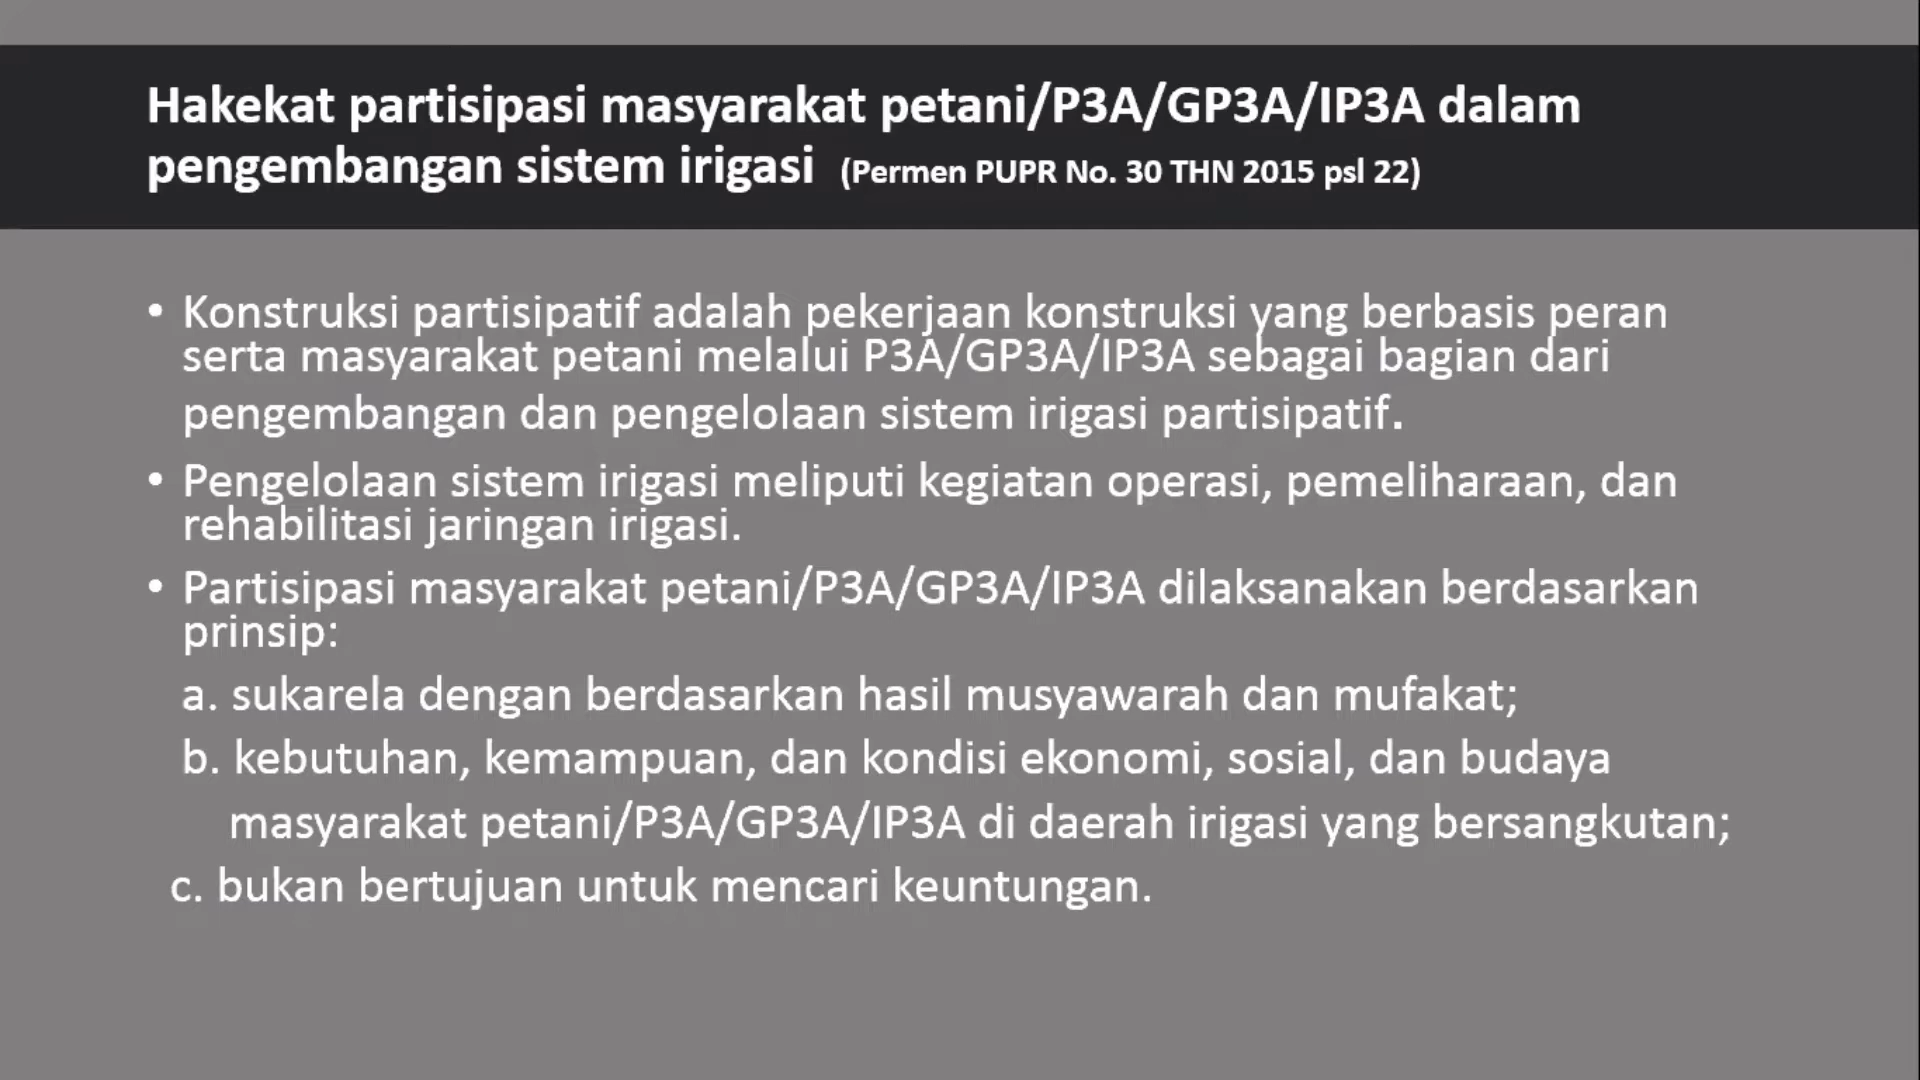 Hakekat partisipasi masyarakat petani/P3A/GP3A/IP3A dalam
pengembangan sistem irigasi (Permen PUPR No. 30 THN 2015 psl 22)
• Konstruksi partisipatif adalah pekerjaan konstruksi yang berbasis peran
serta masyarakat petani melalui P3A/GP3A/IP3A sebagai bagian dari
pengembangan dan pengelolaan sistem irigasi partisipatif.
• Pengelolaan sistem irigasi meliputi kegiatan operasi, pemeliharaan, dan
rehabilitasi jaringan irigasi.
• Partisipasi masyarakat petani/P3A/GP3A/IP3A dilaksanakan berdasarkan
prinsip:
a. sukarela dengan berdasarkan hasil musyawarah dan mufakat;
b. kebutuhan, kemampuan, dan kondisi ekonomi, sosial, dan budaya
masyarakat petani/P3A/GP3A/IP3A di daerah irigasi yang bersangkutan;
c. bukan bertujuan untuk mencari keuntungan.